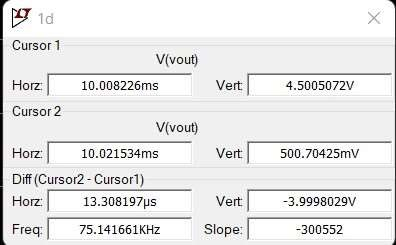 1d
Cursor 1
V(vout)
Horz: 10.008226ms Vert: 4.5005072V
Cursor 2
V(vout)
Horz: 10.021534ms Vert: 500.70425mV
Diff (Cursor2 - Cursor1)
Horz: 13.308197µs Vert: -3.9998029V
Freq: 75.141661KHz Slope: -300552